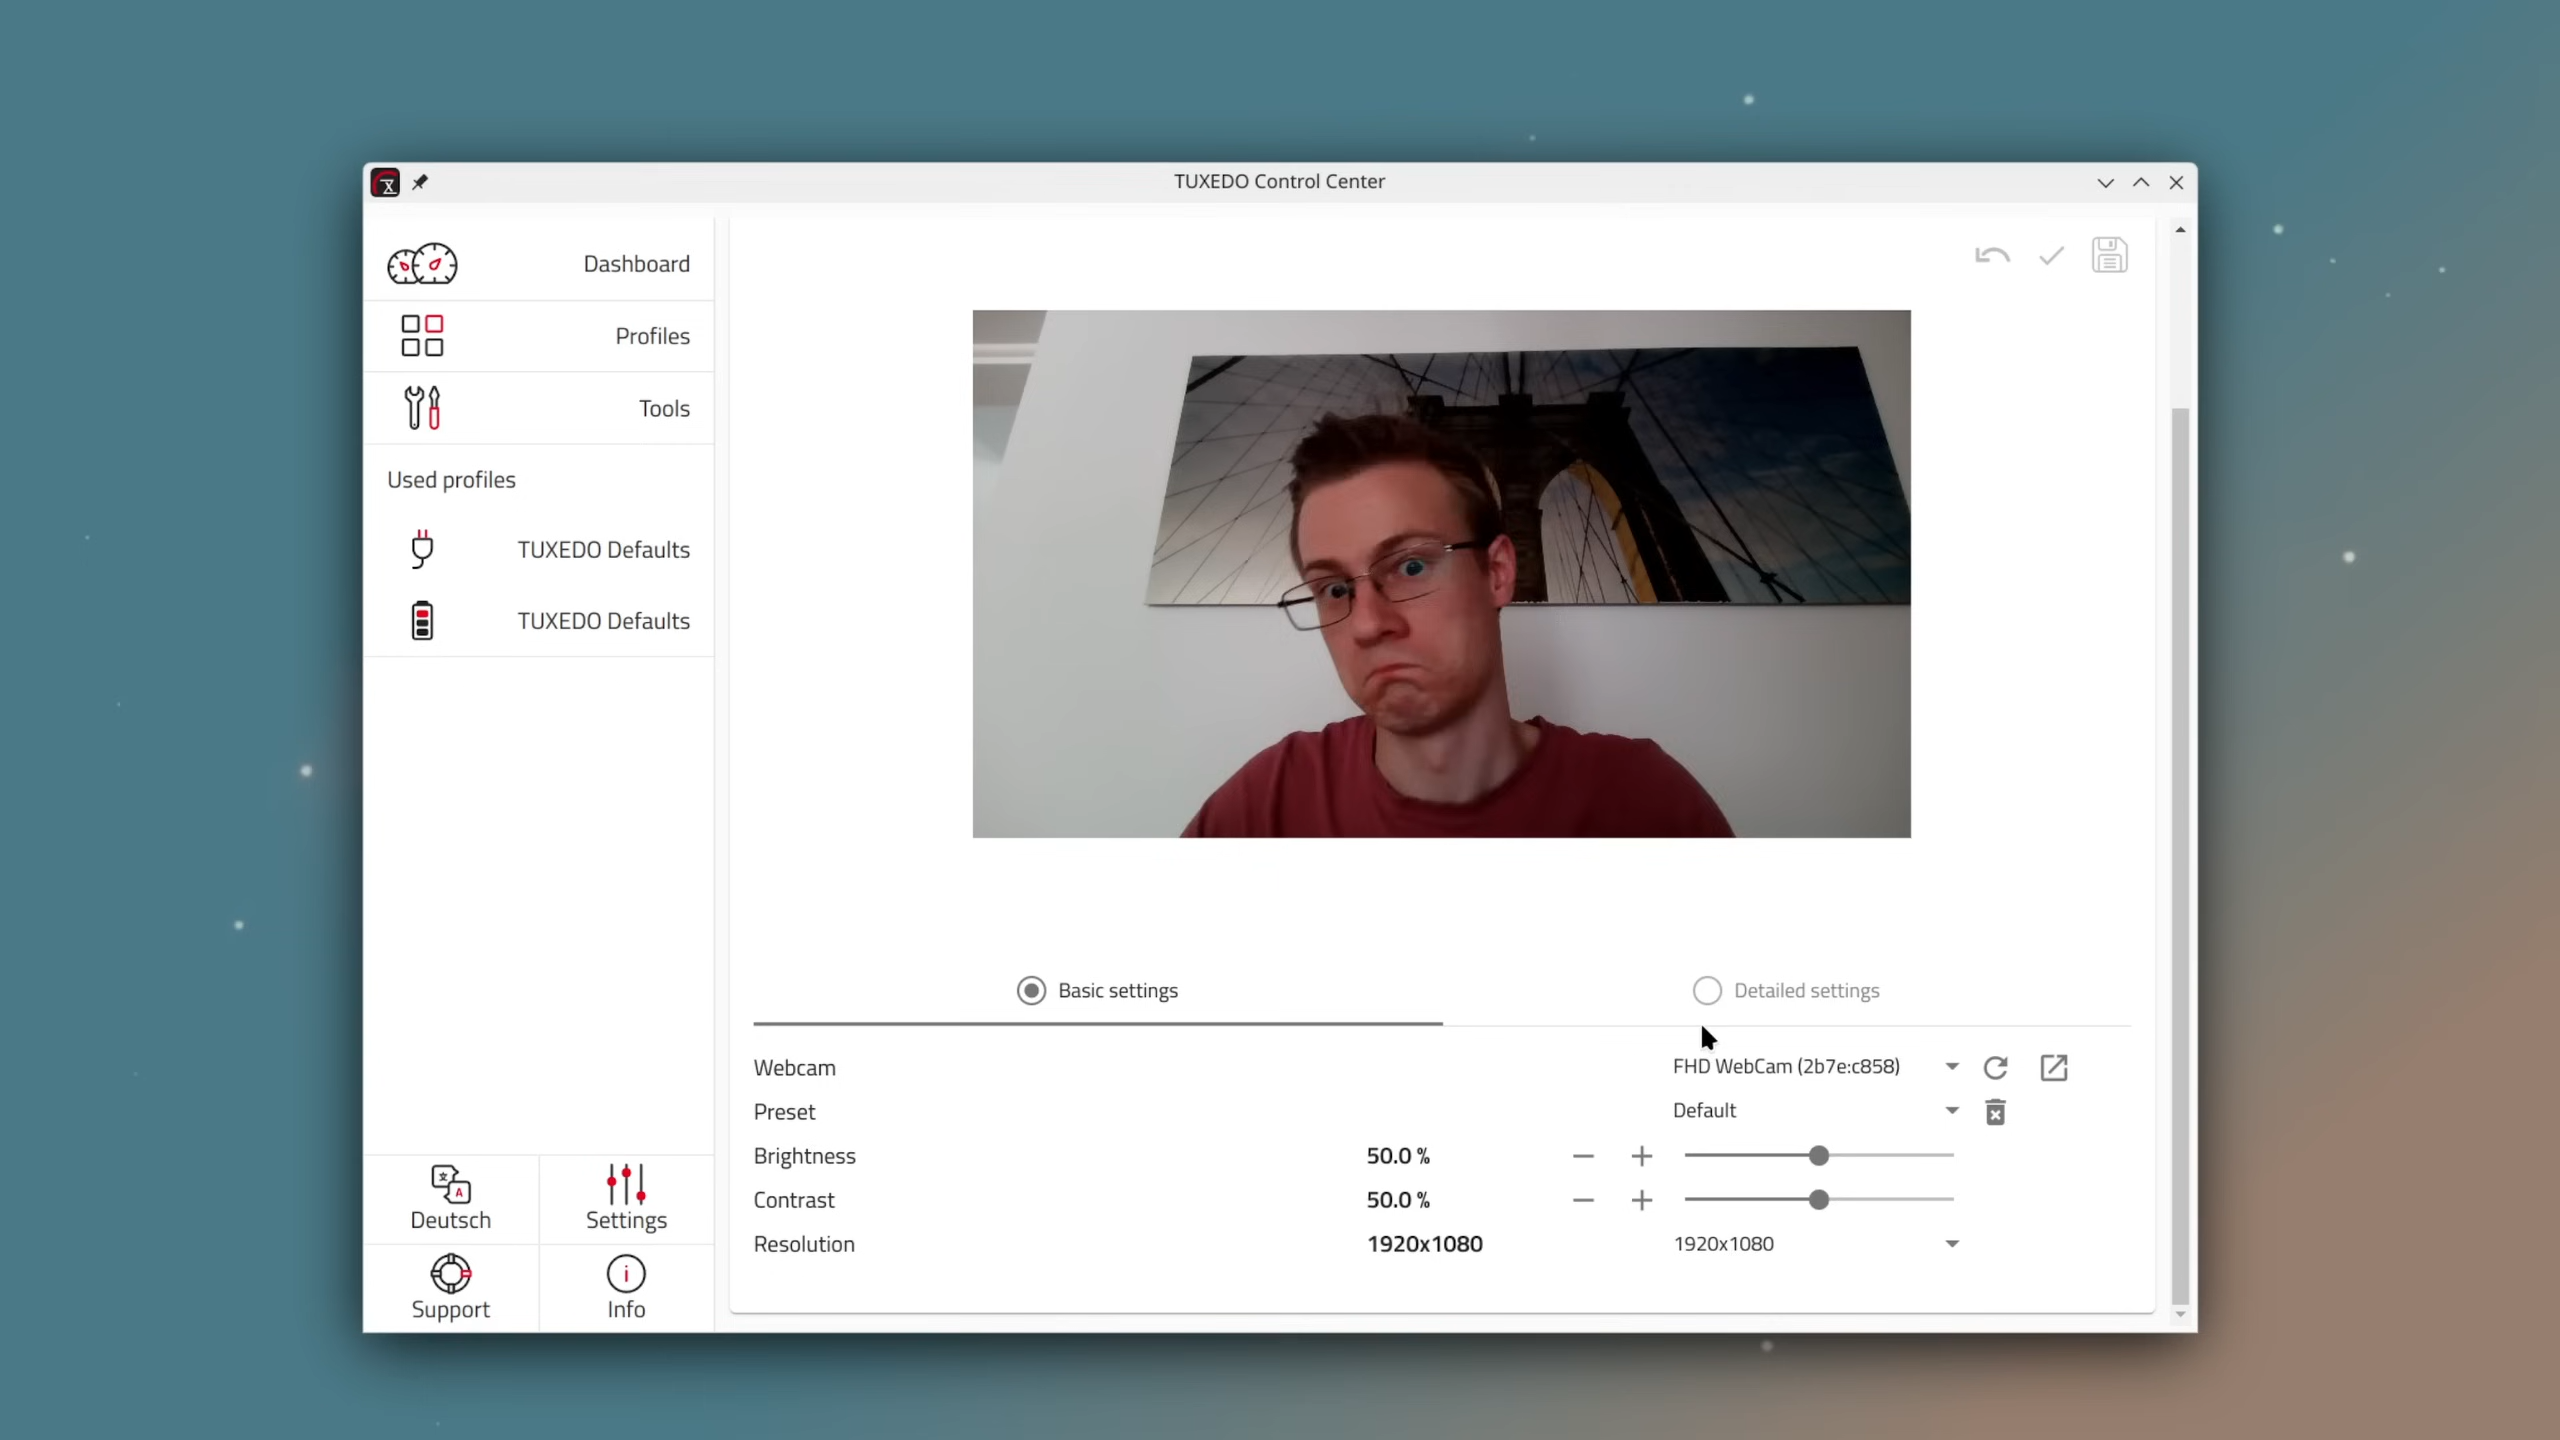 TUXEDO Control Center
Dashboard
Profiles
Tools
Used profiles
TUXEDO Defaults
TUXEDO Defaults
Deutsch
Settings
Support
Info
Basic settings
Detailed settings
Webcam
FHD WebCam (2b7e:c858)
Preset
Default
Brightness
50.0 %
Contrast
50.0 %
Resolution
1920x1080
1920x1080